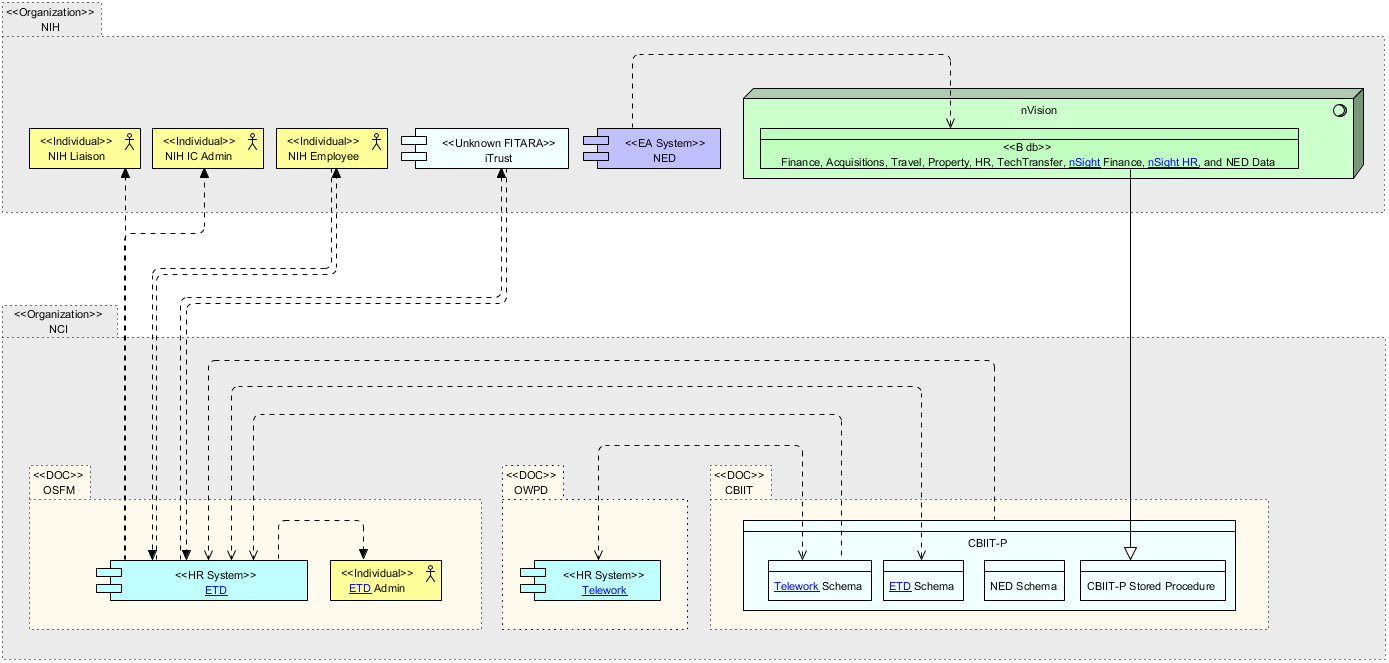 <<Organization>>
NIH
<<Individual>>
NIH Liaison
<<Individual>>
NIH IC Admin
<<Individual>>
NIH Employee
<<Unknown FITARA>>
iTrust
<<EA System>>
NED
nVision
<<B db>>
Finance, Acquisitions, Travel, Property, HR, TechTransfer, nSight Finance, nSight HR, and NED Data
<<Organization>>
NCI
<<DOC>>
OSFM
<<HR System>>
ETD
<<Individual>>
ETD Admin
<<DOC>>
OWPD
<<HR System>>
Telework
<<DOC>>
CBIIT
CBIIT-P
Telework Schema
ETD Schema
NED Schema
CBIIT-P Stored Procedure